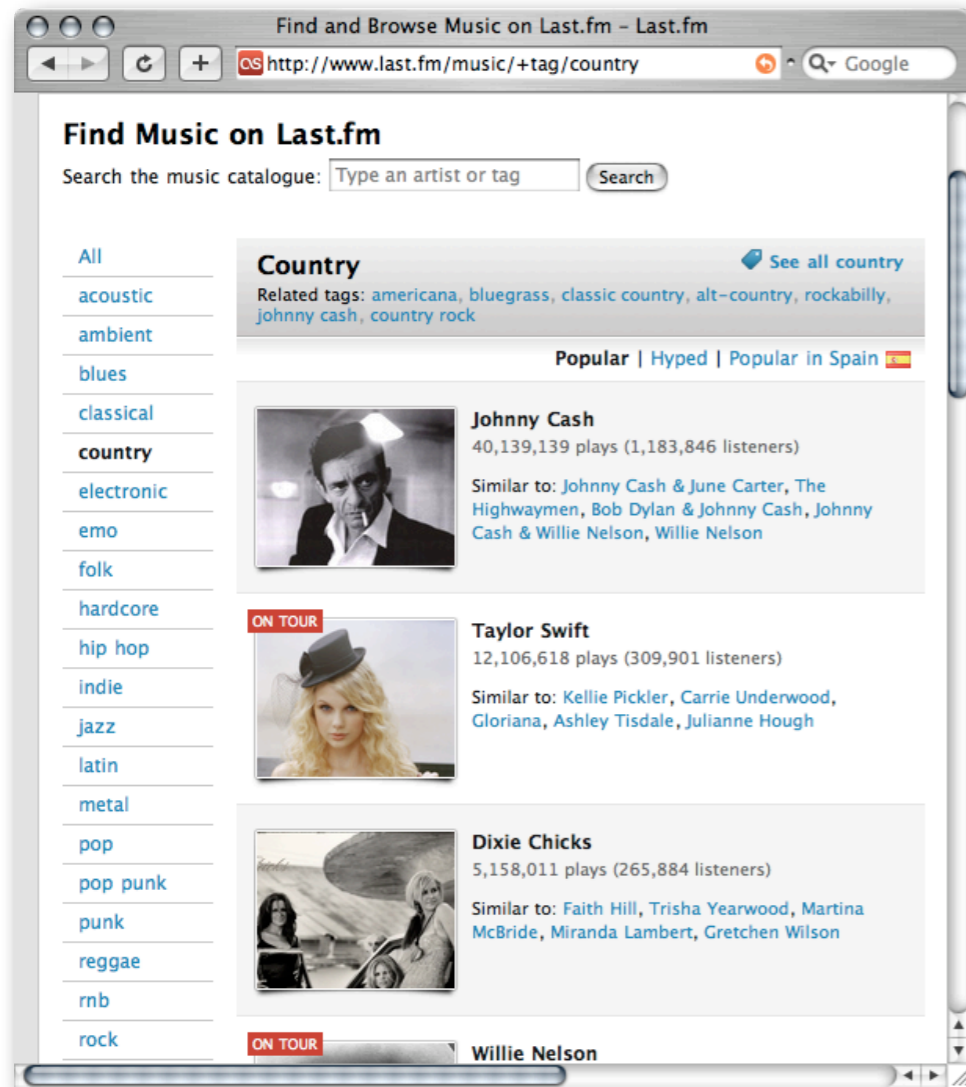 Find and Browse Music on Last.fm – Last.fm
http://www.last.fm/music/+tag/country
Google
Find Music on Last.fm
Search the music catalogue: Type an artist or tag Search
All
acoustic
ambient
blues
classical
country
electronic
emo
folk
hardcore
hip hop
indie
jazz
latin
metal
pop
pop punk
punk
reggae
rnb
rock
Country
See all country
Related tags: americana, bluegrass, classic country, alt-country, rockabilly,
johnny cash, country rock
Popular | Hyped | Popular in Spain
Johnny Cash
40,139,139 plays (1,183,846 listeners)
Similar to: Johnny Cash & June Carter, The
Highwaymen, Bob Dylan & Johnny Cash, Johnny
Cash & Willie Nelson, Willie Nelson
ON TOUR
Taylor Swift
12,106,618 plays (309,901 listeners)
Similar to: Kellie Pickler, Carrie Underwood,
Gloriana, Ashley Tisdale, Julianne Hough
Dixie Chicks
5,158,011 plays (265,884 listeners)
Similar to: Faith Hill, Trisha Yearwood, Martina
McBride, Miranda Lambert, Gretchen Wilson
ON TOUR
Willie Nelson